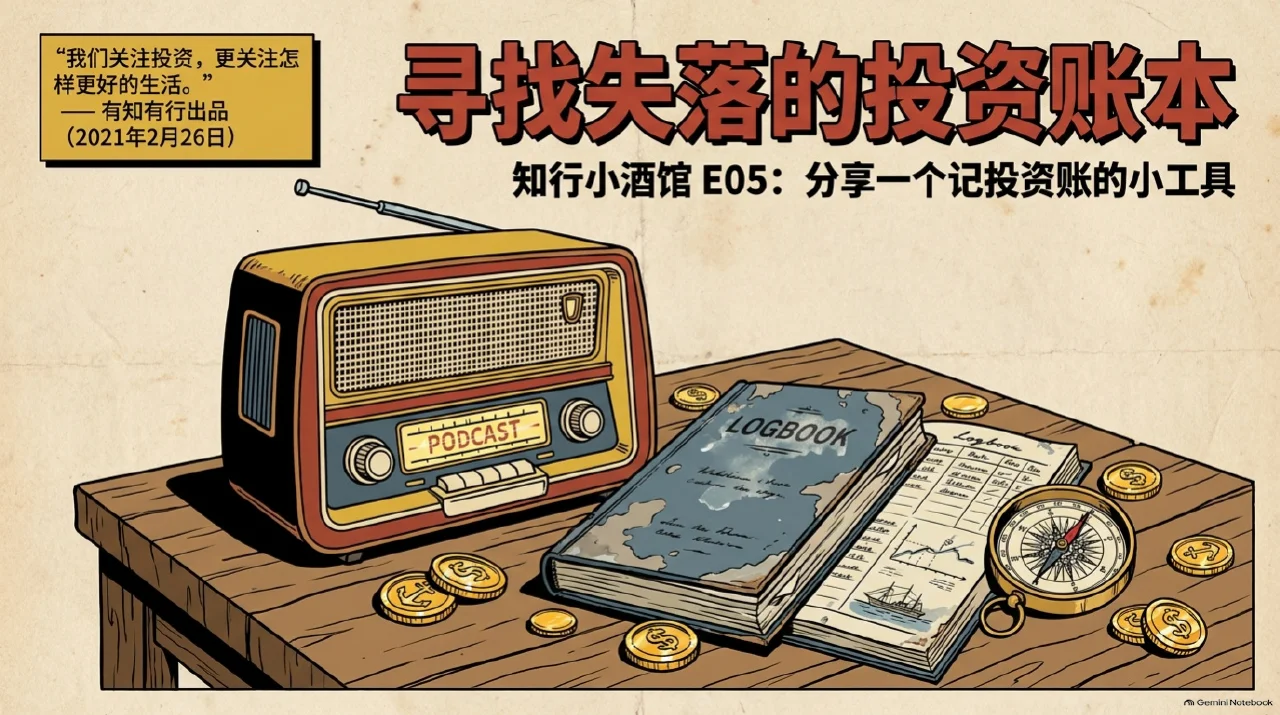 “我们关注投资，更关注怎
样更好的生活。”
—— 有知有行出品
（2021年2月26日）
寻找失落的投资账本
知行小酒馆 E05：分享一个记投资账的小工具
PODCAST
LOGBOOK
Logbook
Gemini Notebook